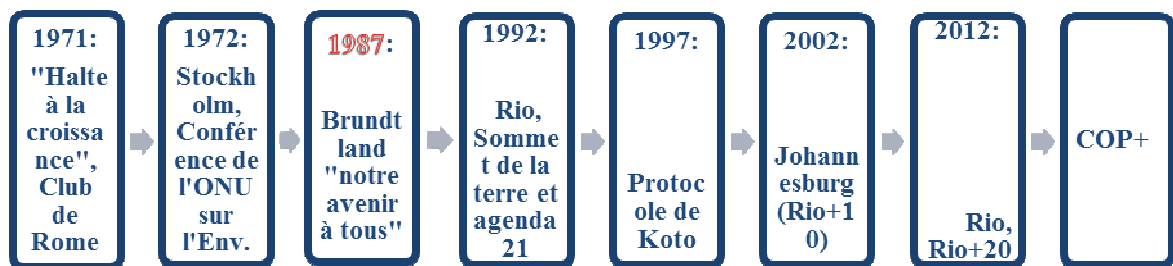 1971:
"Halte
à la
croissa
nce",
Club
de
Rome
1972:
Stockh
olm,
Confér
ence de
l'ONU
sur
l'Env.
1987:
Brundt
land
"notre
avenir
à tous"
1992:
Rio,
Somme
t de la
terre et
agenda
21
1997:
Protoc
ole de
Koto
2002:
Johann
esburg
(Rio+1
0)
2012:
Rio,
Rio+20
COP+